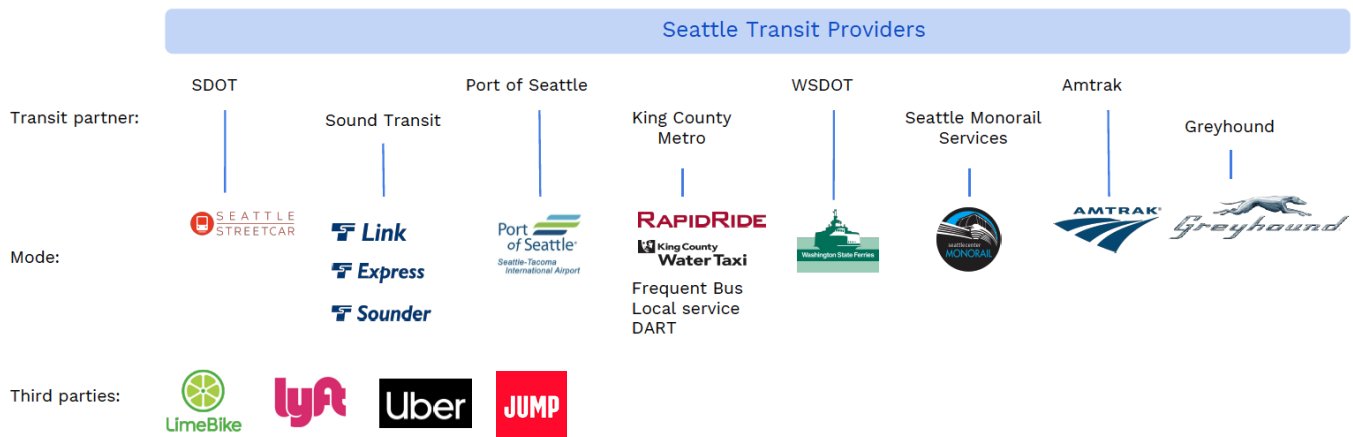 Seattle Transit Providers
SDOT
Port of Seattle
WSDOT
Amtrak
Transit partner:
Sound Transit
King County
Metro
Seattle Monorail
Services
Greyhound
SEATTLE
STREETCAR
Link
Express
Sounder
Port
of Seattle
Seattle-Tacoma
International Airport
RAPIDRIDE
King County
Water Taxi
Frequent Bus
Local service
DART
Washington State Ferries
seattlecenter
MONORAIL
AMTRAK
Greyhound
Mode:
Third parties:
LimeBike
lyft
Uber
JUMP